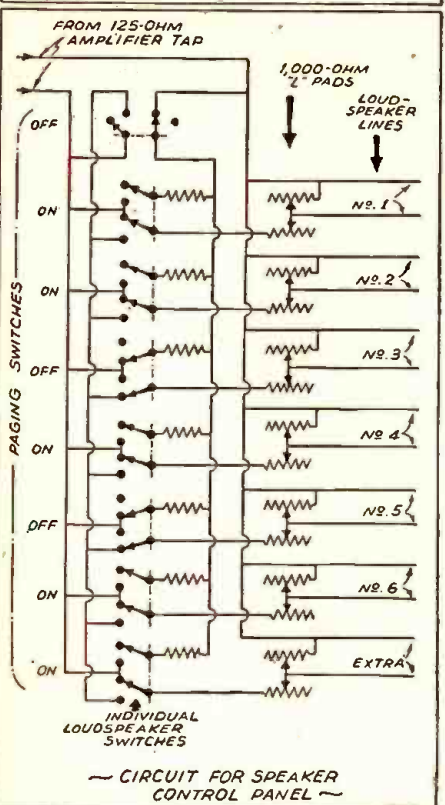 FROM 125-OHM
AMPLIFIER TAP
1,000-OHM
"L" PADS
LOUD-
SPEAKER
LINES
OFF
ON
Nº. 1
ON
Nº. 2
OFF
Nº. 3
PAGING SWITCHES
ON
Nº. 4
OFF
Nº. 5
ON
Nº. 6
ON
EXTRA
INDIVIDUAL
LOUDSPEAKER
SWITCHES
~ CIRCUIT FOR SPEAKER
CONTROL PANEL ~